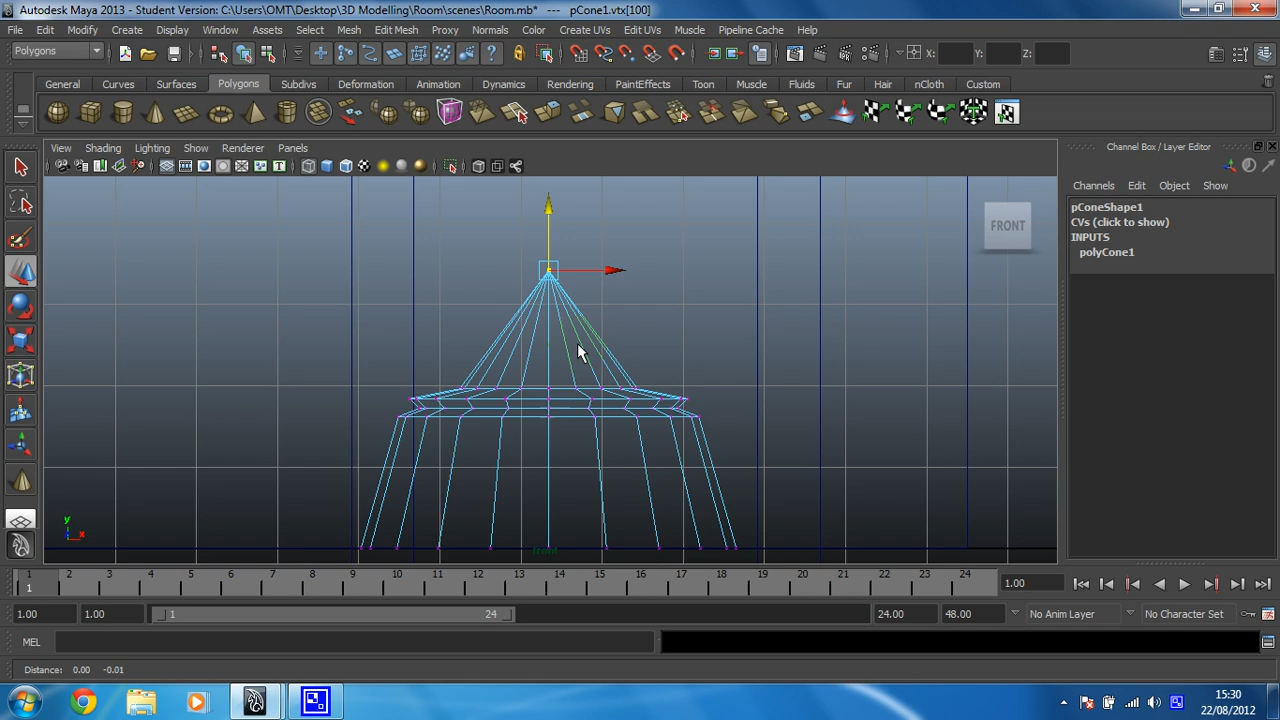 Autodesk Maya 2013 - Student Version: C:\Users\OMT\Desktop\3D Modelling\Room\scenes\Room.mb* --- pCone1.vtx[100]
File Edit Modify Create Display Window Assets Select Mesh Edit Mesh Proxy Normals Color Create UVs Edit UVs Muscle Pipeline Cache Help
Polygons X: Y: Z:
General Curves Surfaces Polygons Subdivs Deformation Animation Dynamics Rendering PaintEffects Toon Muscle Fluids Fur Hair nCloth Custom
View Shading Lighting Show Renderer Panels
Channel Box / Layer Editor
Channels Edit Object Show
pConeShape1
CVs (click to show)
INPUTS
polyCone1
FRONT
y
x
front
1 2 3 4 5 6 7 8 9 10 11 12 13 14 15 16 17 18 19 20 21 22 23 24
1 1.00
1.00 1.00 1 24 24.00 48.00 No Anim Layer No Character Set
MEL
Distance: 0.00 -0.01
15:30
22/08/2012